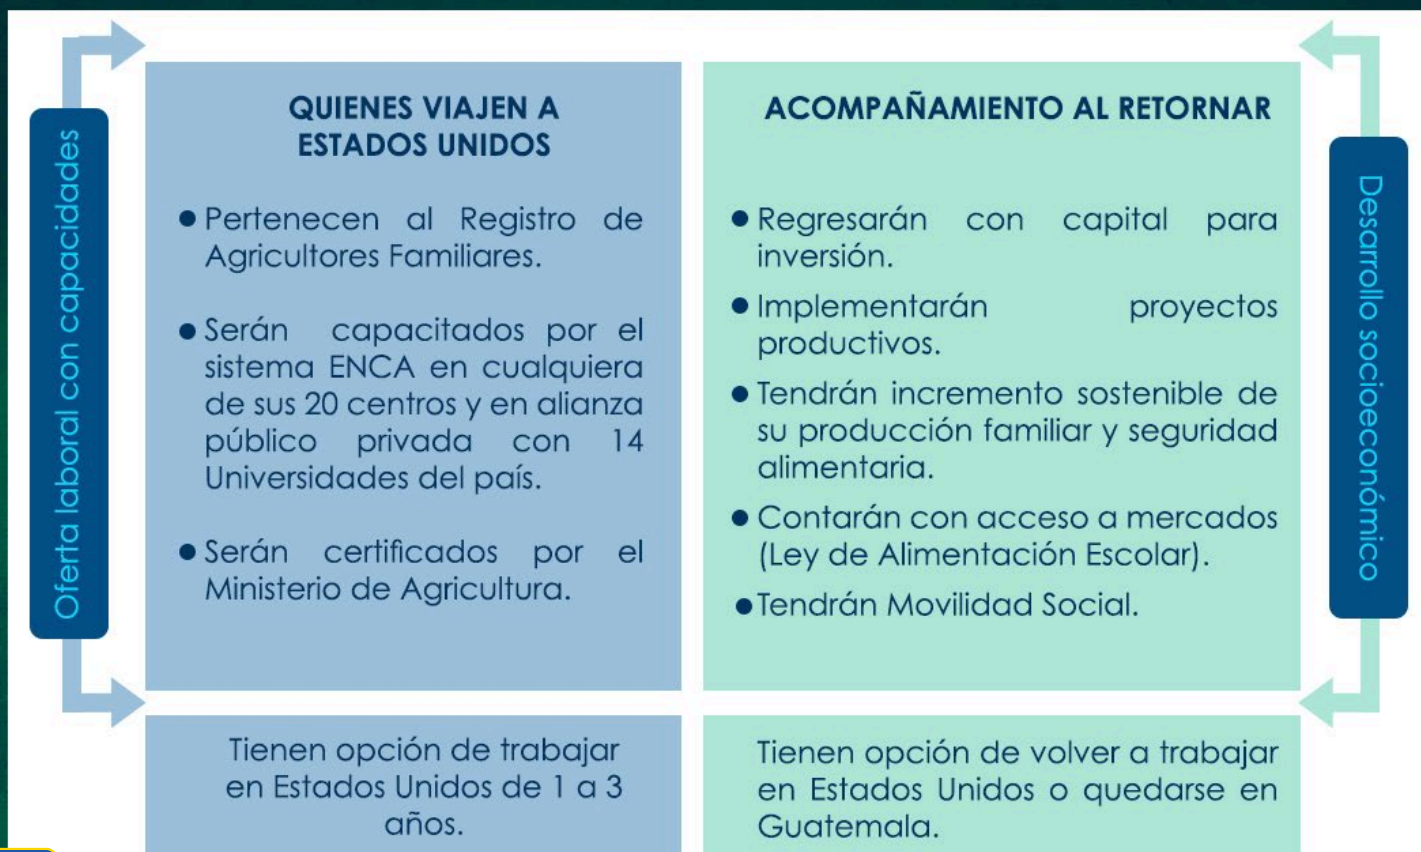 Oferta laboral con capacidades
QUIENES VIAJEN A
ESTADOS UNIDOS
● Pertenecen al Registro de
Agricultores Familiares.
● Serán capacitados por el
sistema ENCA en cualquiera
de sus 20 centros y en alianza
público privada con 14
Universidades del país.
● Serán certificados por el
Ministerio de Agricultura.
Tienen opción de trabajar
en Estados Unidos de 1 a 3
años.
ACOMPAÑAMIENTO AL RETORNAR
● Regresarán con capital para
inversión.
● Implementarán proyectos
productivos.
● Tendrán incremento sostenible de
su producción familiar y seguridad
alimentaria.
● Contarán con acceso a mercados
(Ley de Alimentación Escolar).
● Tendrán Movilidad Social.
Tienen opción de volver a trabajar
en Estados Unidos o quedarse en
Guatemala.
Desarrollo socioeconómico